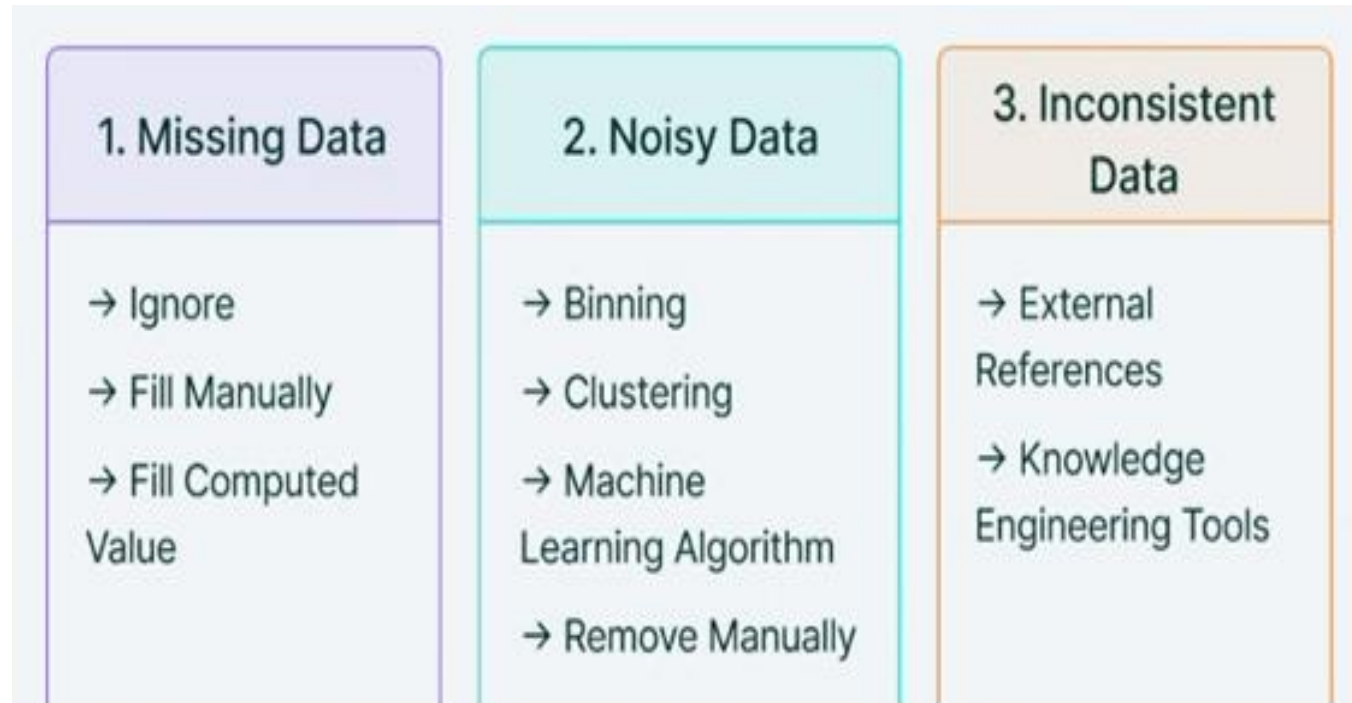 1. Missing Data
→ Ignore
→ Fill Manually
→ Fill Computed
Value
2. Noisy Data
→ Binning
→ Clustering
→ Machine
Learning Algorithm
→ Remove Manually
3. Inconsistent
Data
→ External
References
→ Knowledge
Engineering Tools